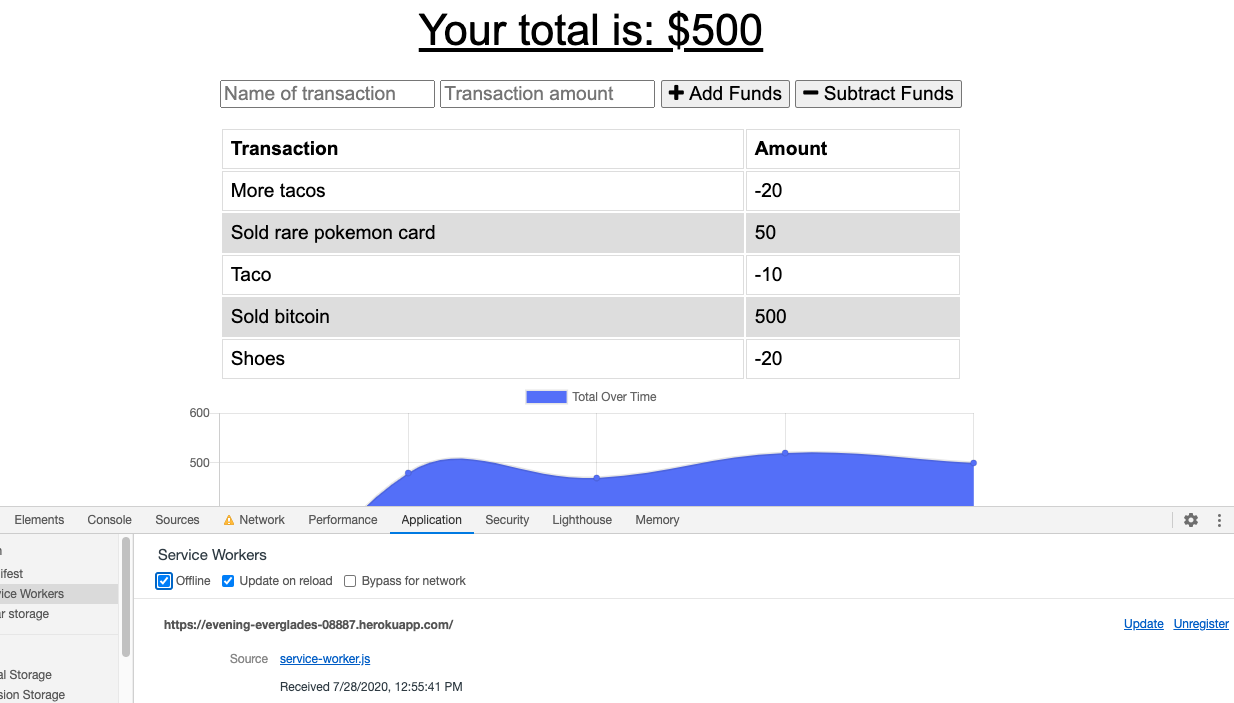 Your total is: $500
Name of transaction Transaction amount Add Funds Subtract Funds
Transaction Amount
More tacos -20
Sold rare pokemon card 50
Taco -10
Sold bitcoin 500
Shoes -20
Total Over Time
600
500
Elements Console Sources Network Performance Application Security Lighthouse Memory
Service Workers
Offline Update on reload Bypass for network
n
ifest
vice Workers
r storage
al Storage
sion Storage
https://evening-everglades-08887.herokuapp.com/ Update Unregister
Source service-worker.js
Received 7/28/2020, 12:55:41 PM